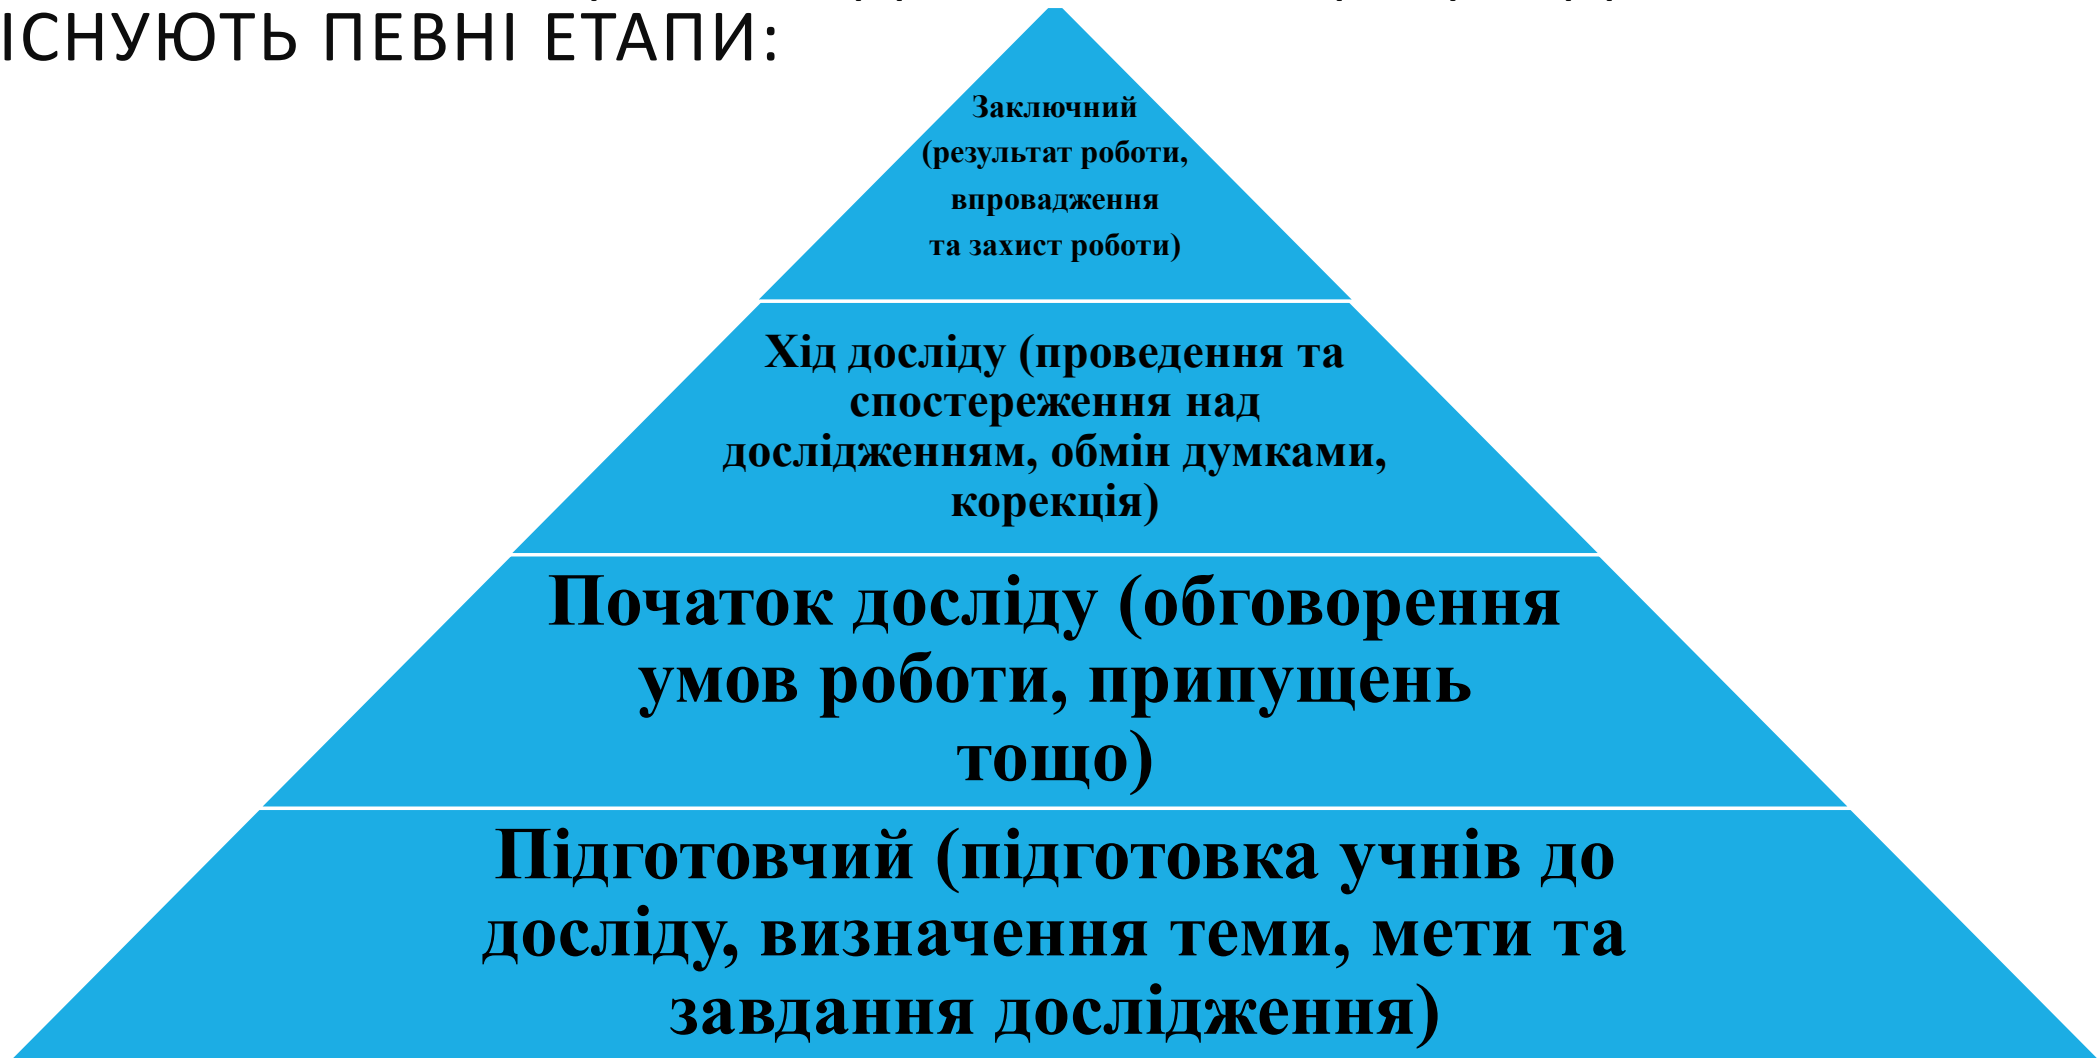 ІСНУЮТЬ ПЕВНІ ЕТАПИ:
Заключний
(результат роботи,
впровадження
та захист роботи)
Хід досліду (проведення та
спостереження над
дослідженням, обмін думками,
корекція)
Початок досліду (обговорення
умов роботи, припущень
тощо)
Підготовчий (підготовка учнів до
досліду, визначення теми, мети та
завдання дослідження)